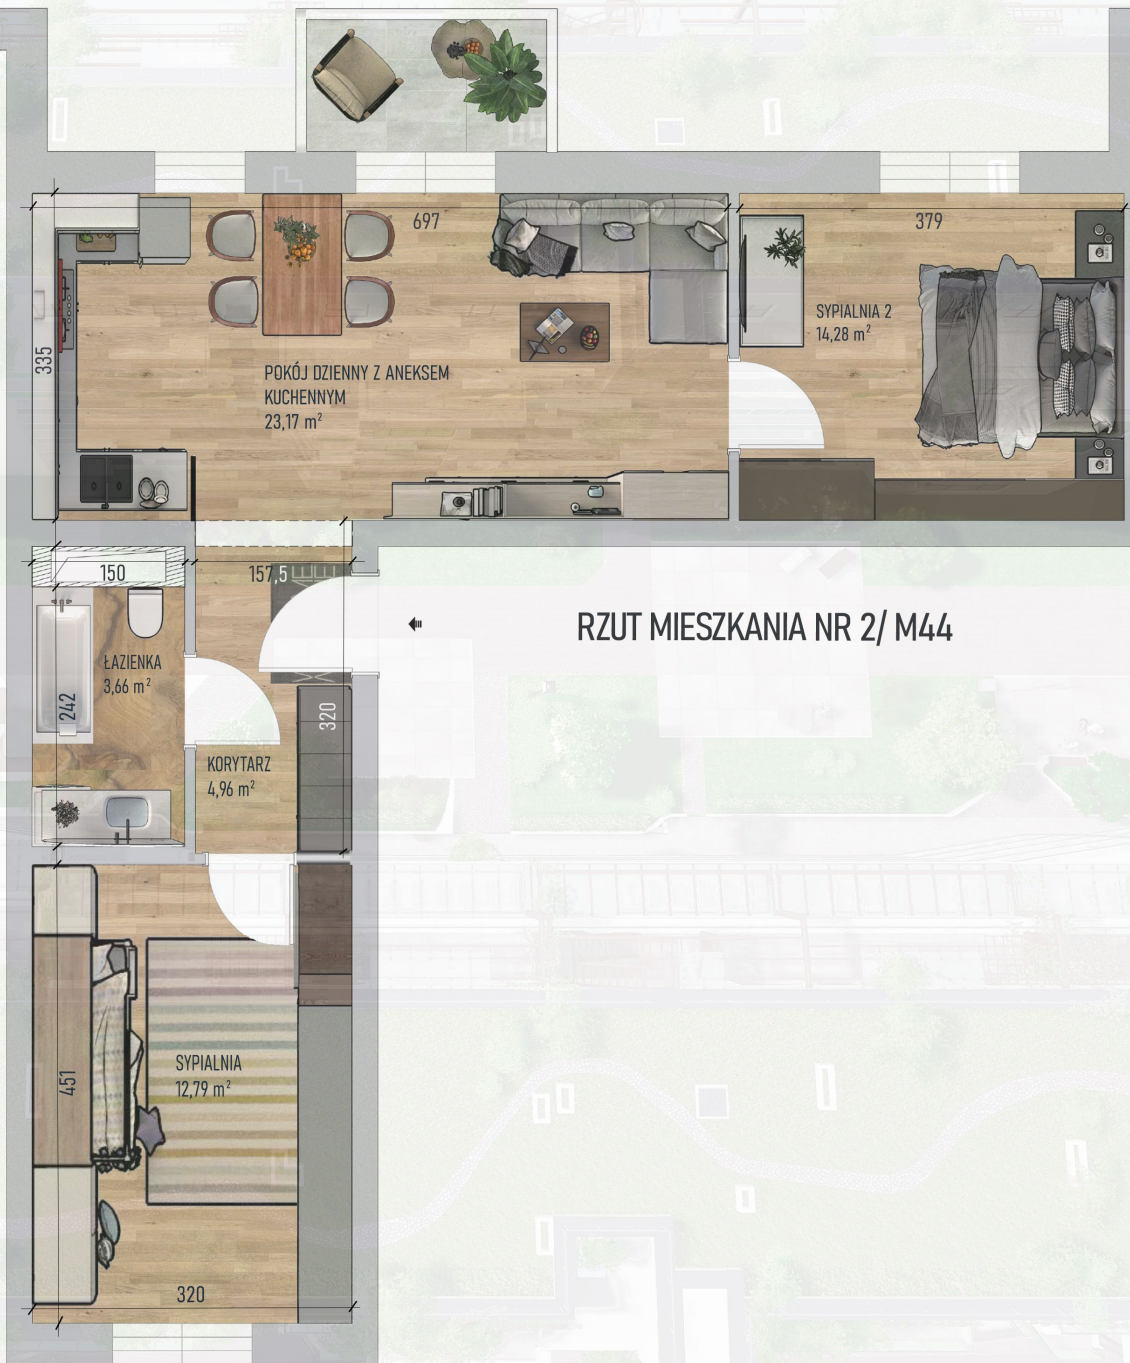 697
379
335
SYPIALNIA 2
14,28 m²
POKÓJ DZIENNY Z ANEKSEM
KUCHENNYM
23,17 m²
150
157,5
RZUT MIESZKANIA NR 2/ M44
ŁAZIENKA
3,66 m²
242
320
KORYTARZ
4,96 m²
SYPIALNIA
12,79 m²
451
320